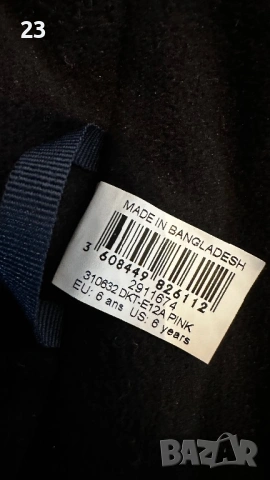 23
MADE IN BANGLADESH
3 608449 826112
2911674
310632 DKT-E12A PINK
EU: 6 ans US: 6 years
BAZAR.BG